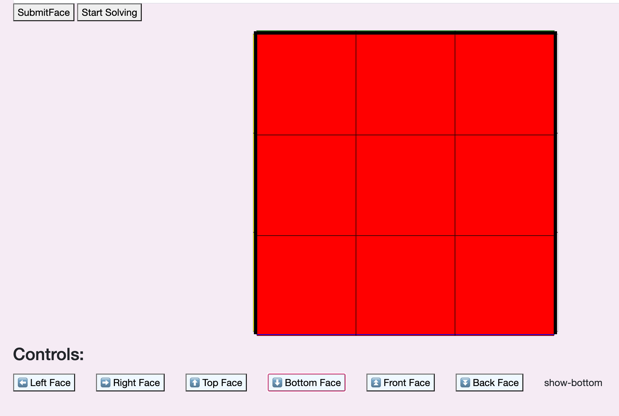 SubmitFace Start Solving
Controls:
⬅️ Left Face ➡️ Right Face ⬆️ Top Face ⬇️ Bottom Face ⏫ Front Face ⏬ Back Face show-bottom